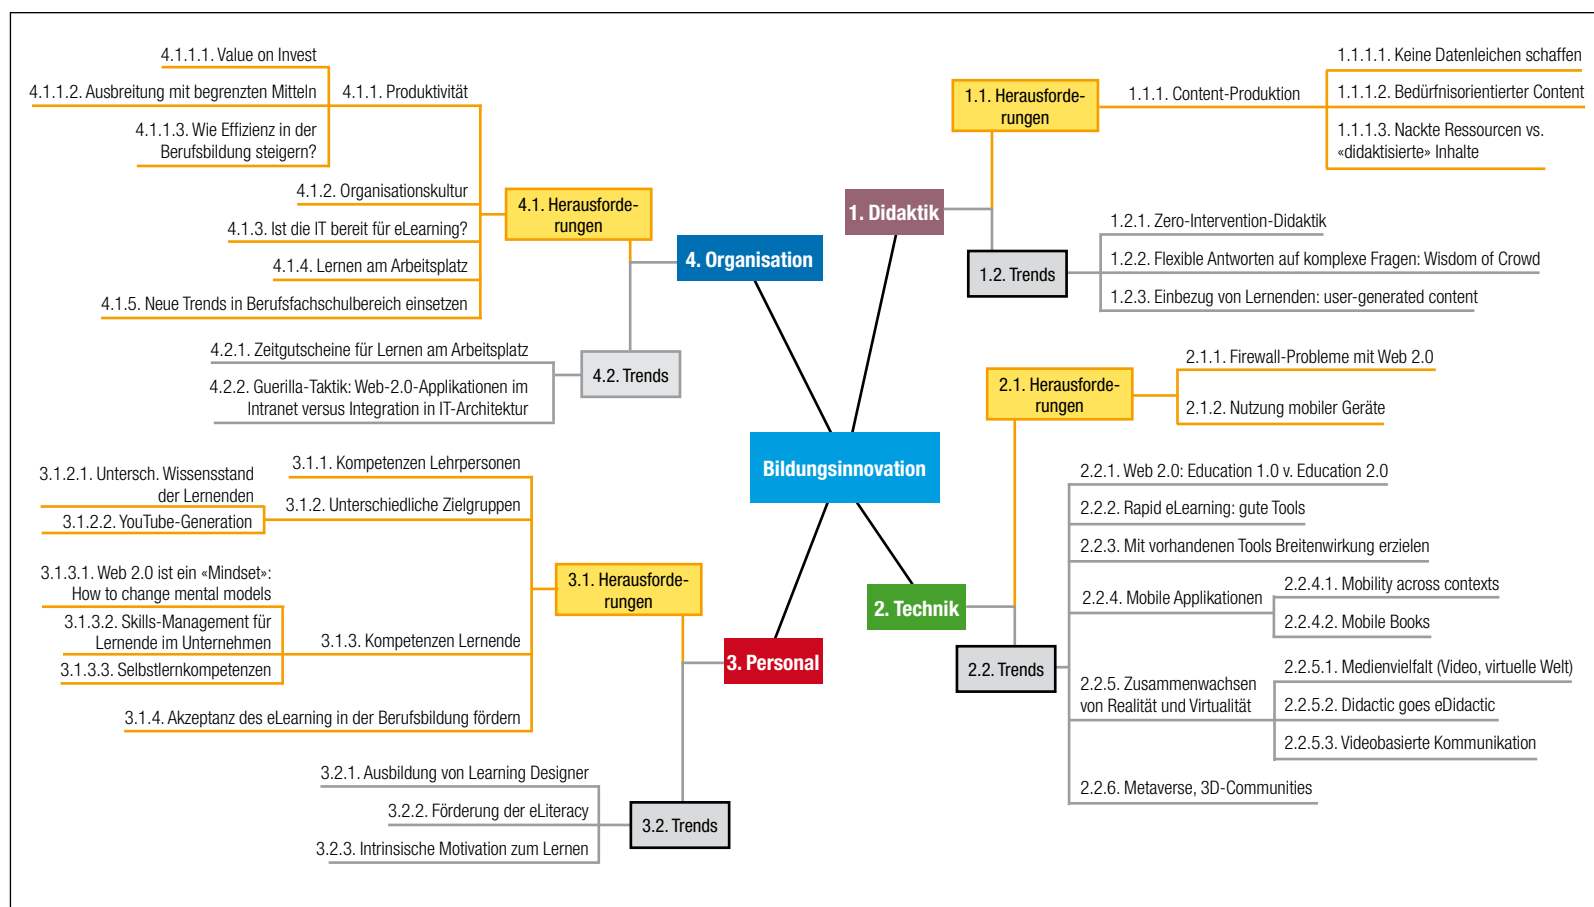 Bildungsinnovation
1. Didaktik
1.1. Herausforde-
rungen
1.1.1. Content-Produktion
1.1.1.1. Keine Datenleichen schaffen
1.1.1.2. Bedürfnisorientierter Content
1.1.1.3. Nackte Ressourcen vs.
«didaktisierte» Inhalte
1.2. Trends
1.2.1. Zero-Intervention-Didaktik
1.2.2. Flexible Antworten auf komplexe Fragen: Wisdom of Crowd
1.2.3. Einbezug von Lernenden: user-generated content
2. Technik
2.1. Herausforde-
rungen
2.1.1. Firewall-Probleme mit Web 2.0
2.1.2. Nutzung mobiler Geräte
2.2. Trends
2.2.1. Web 2.0: Education 1.0 v. Education 2.0
2.2.2. Rapid eLearning: gute Tools
2.2.3. Mit vorhandenen Tools Breitenwirkung erzielen
2.2.4. Mobile Applikationen
2.2.4.1. Mobility across contexts
2.2.4.2. Mobile Books
2.2.5. Zusammenwachsen
von Realität und Virtualität
2.2.5.1. Medienvielfalt (Video, virtuelle Welt)
2.2.5.2. Didactic goes eDidactic
2.2.5.3. Videobasierte Kommunikation
2.2.6. Metaverse, 3D-Communities
3. Personal
3.1. Herausforde-
rungen
3.1.1. Kompetenzen Lehrpersonen
3.1.2. Unterschiedliche Zielgruppen
3.1.2.1. Untersch. Wissensstand
der Lernenden
3.1.2.2. YouTube-Generation
3.1.3. Kompetenzen Lernende
3.1.3.1. Web 2.0 ist ein «Mindset»:
How to change mental models
3.1.3.2. Skills-Management für
Lernende im Unternehmen
3.1.3.3. Selbstlernkompetenzen
3.1.4. Akzeptanz des eLearning in der Berufsbildung fördern
3.2. Trends
3.2.1. Ausbildung von Learning Designer
3.2.2. Förderung der eLiteracy
3.2.3. Intrinsische Motivation zum Lernen
4. Organisation
4.1. Herausforde-
rungen
4.1.1. Produktivität
4.1.1.1. Value on Invest
4.1.1.2. Ausbreitung mit begrenzten Mitteln
4.1.1.3. Wie Effizienz in der
Berufsbildung steigern?
4.1.2. Organisationskultur
4.1.3. Ist die IT bereit für eLearning?
4.1.4. Lernen am Arbeitsplatz
4.1.5. Neue Trends in Berufsfachschulbereich einsetzen
4.2. Trends
4.2.1. Zeitgutscheine für Lernen am Arbeitsplatz
4.2.2. Guerilla-Taktik: Web-2.0-Applikationen im
Intranet versus Integration in IT-Architektur